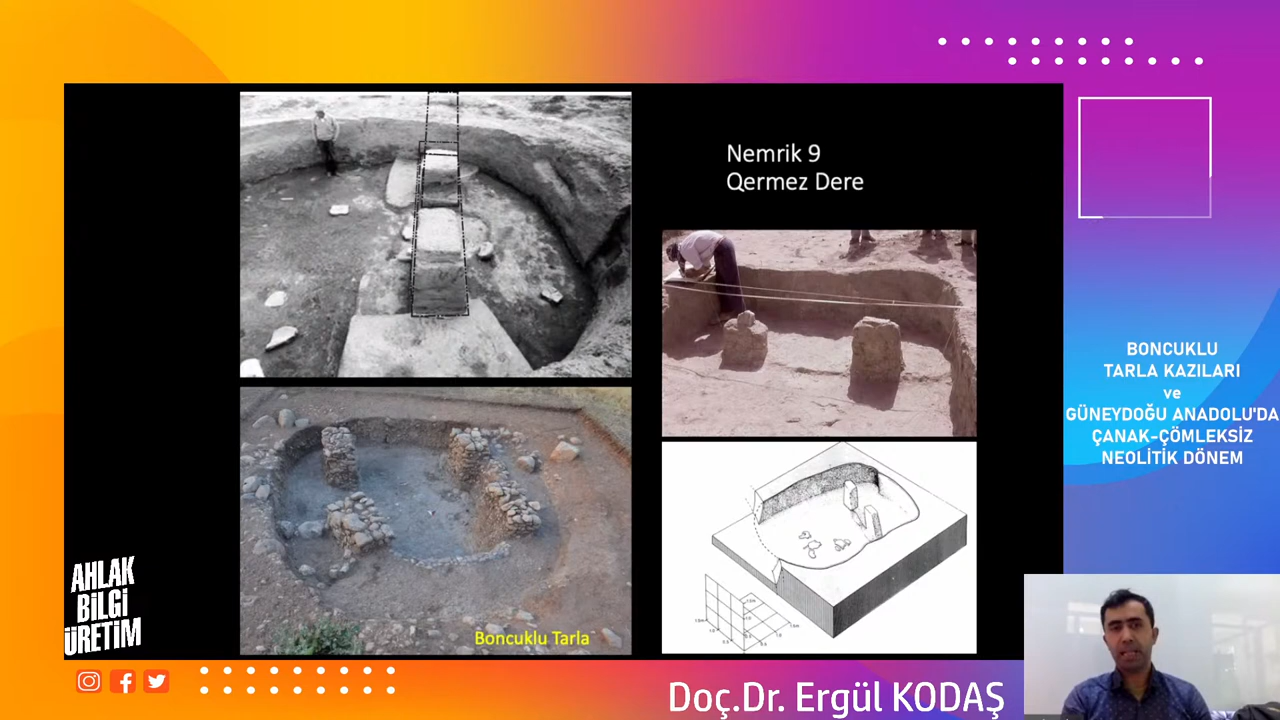 Nemrik 9
Qermez Dere
Boncuklu Tarla
BONCUKLU
TARLA KAZILARI
ve
GÜNEYDOĞU ANADOLU'DA
ÇANAK-ÇÖMLEKSİZ
NEOLİTİK DÖNEM
AHLAK
BİLGİ
ÜRETİM
Doç.Dr. Ergül KODAŞ